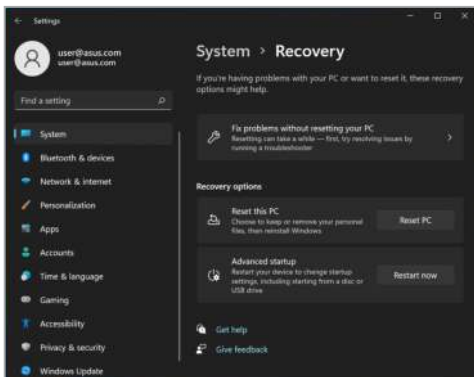 Settings
user@asus.com
user@asus.com
Find a setting
System
Bluetooth & devices
Network & internet
Personalization
Apps
Accounts
Time & language
Gaming
Accessibility
Privacy & security
Windows Update
System > Recovery
If you're having problems with your PC or want to reset it, these recovery
options might help.
Fix problems without resetting your PC
Resetting can take a while — first, try resolving issues by
running a troubleshooter
Recovery options
Reset this PC
Choose to keep or remove your personal
files, then reinstall Windows
Reset PC
Advanced startup
Restart your device to change startup
settings, including starting from a disc or
USB drive
Restart now
Get help
Give feedback